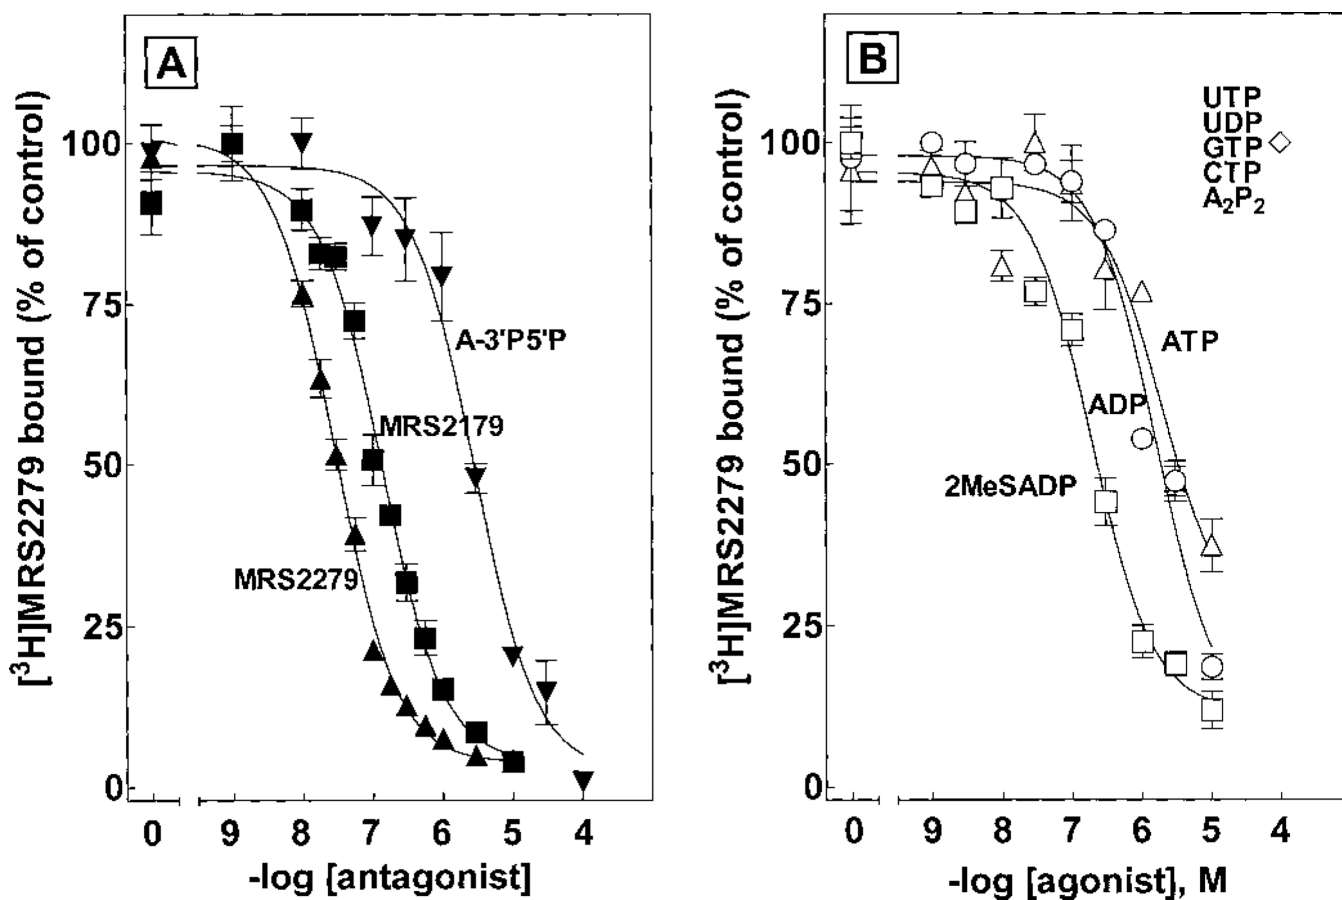 A
[³H]MRS2279 bound (% of control)
100
75
50
25
0
A-3'P5'P
MRS2179
MRS2279
0 9 8 7 6 5 4
-log [antagonist]
B
[³H]MRS2279 bound (% of control)
100
75
50
25
0
UTP
UDP
GTP
CTP
A₂P₂
ATP
ADP
2MeSADP
0 9 8 7 6 5 4
-log [agonist], M